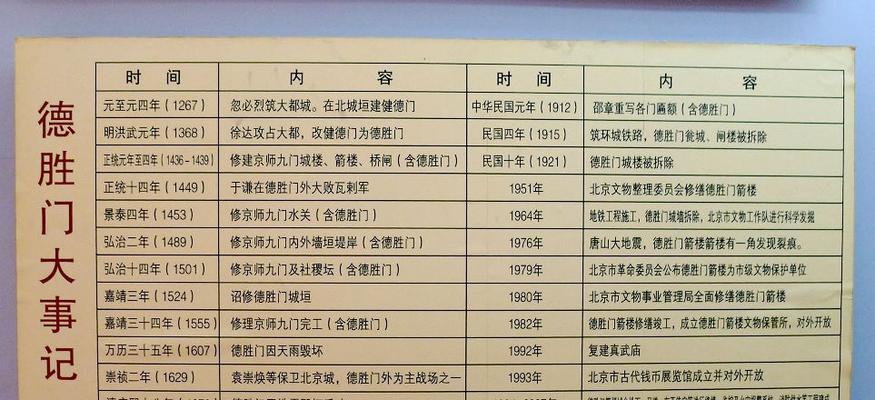 德胜门大事记
时 间 内 容 时 间 内 容
元至元四年(1267) 忽必烈筑大都城。在北城垣建健德门 中华民国元年(1912) 邵章重写各门匾额(含德胜门)
明洪武元年(1368) 徐达攻占大都,改健德门为德胜门 民国四年(1915) 筑环城铁路,德胜门瓮城、闸楼被拆除
正统元年至四年(1436-1439) 修建京师九门城楼、箭楼、桥闸(含德胜门) 民国十年(1921) 德胜门城楼被拆除
正统十四年(1449) 于谦在德胜门外大败瓦剌军 1951年 北京文物整理委员会修缮德胜门箭楼
景泰四年(1453) 修京师九门水关(含德胜门) 1964年 地铁工程施工,德胜门城墙拆除,北京市文物工作队进行科学发掘
弘治二年(1489) 修京师九门内外墙垣堤岸(含德胜门) 1976年 唐山大地震,德胜门箭楼箭楼有一角发现裂痕。
弘治十四年(1501) 修京师九门及社稷坛(含德胜门) 1979年 北京市革命委员会公布德胜门箭楼为市级文物保护单位
嘉靖三年(1524) 诏修德胜门城垣 1980年 北京市文物事业管理局全面修缮德胜门箭楼
嘉靖三十四年(1555) 修理京师九门完工(含德胜门) 1982年 德胜门箭楼修缮竣工,成立德胜门箭楼文物保管所,对外开放
万历三十五年(1607) 德胜门因天雨毁坏 1992年 复建真武庙
崇祯二年(1629) 袁崇焕等保卫北京城,德胜门外为主战场之一 1993年 北京市古代钱币展览馆成立并对外开放